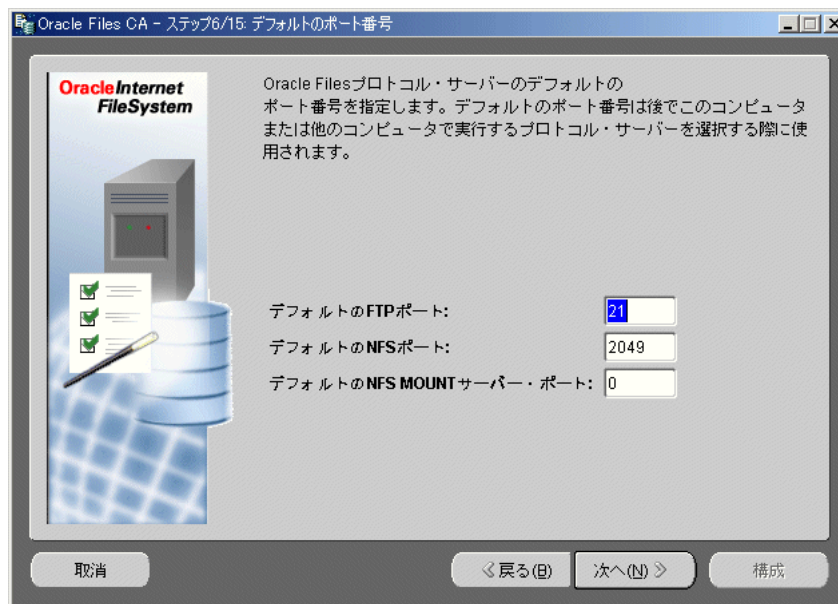 Oracle Files CA - ステップ6/15: デフォルトのポート番号
OracleInternet
FileSystem
Oracle Filesプロトコル・サーバーのデフォルトの
ポート番号を指定します。デフォルトのポート番号は後でこのコンピュータ
または他のコンピュータで実行するプロトコル・サーバーを選択する際に使
用されます。
デフォルトのFTPポート: 21
デフォルトのNFSポート: 2049
デフォルトのNFS MOUNTサーバー・ポート: 0
取消
戻る(B)
次へ(N)
構成